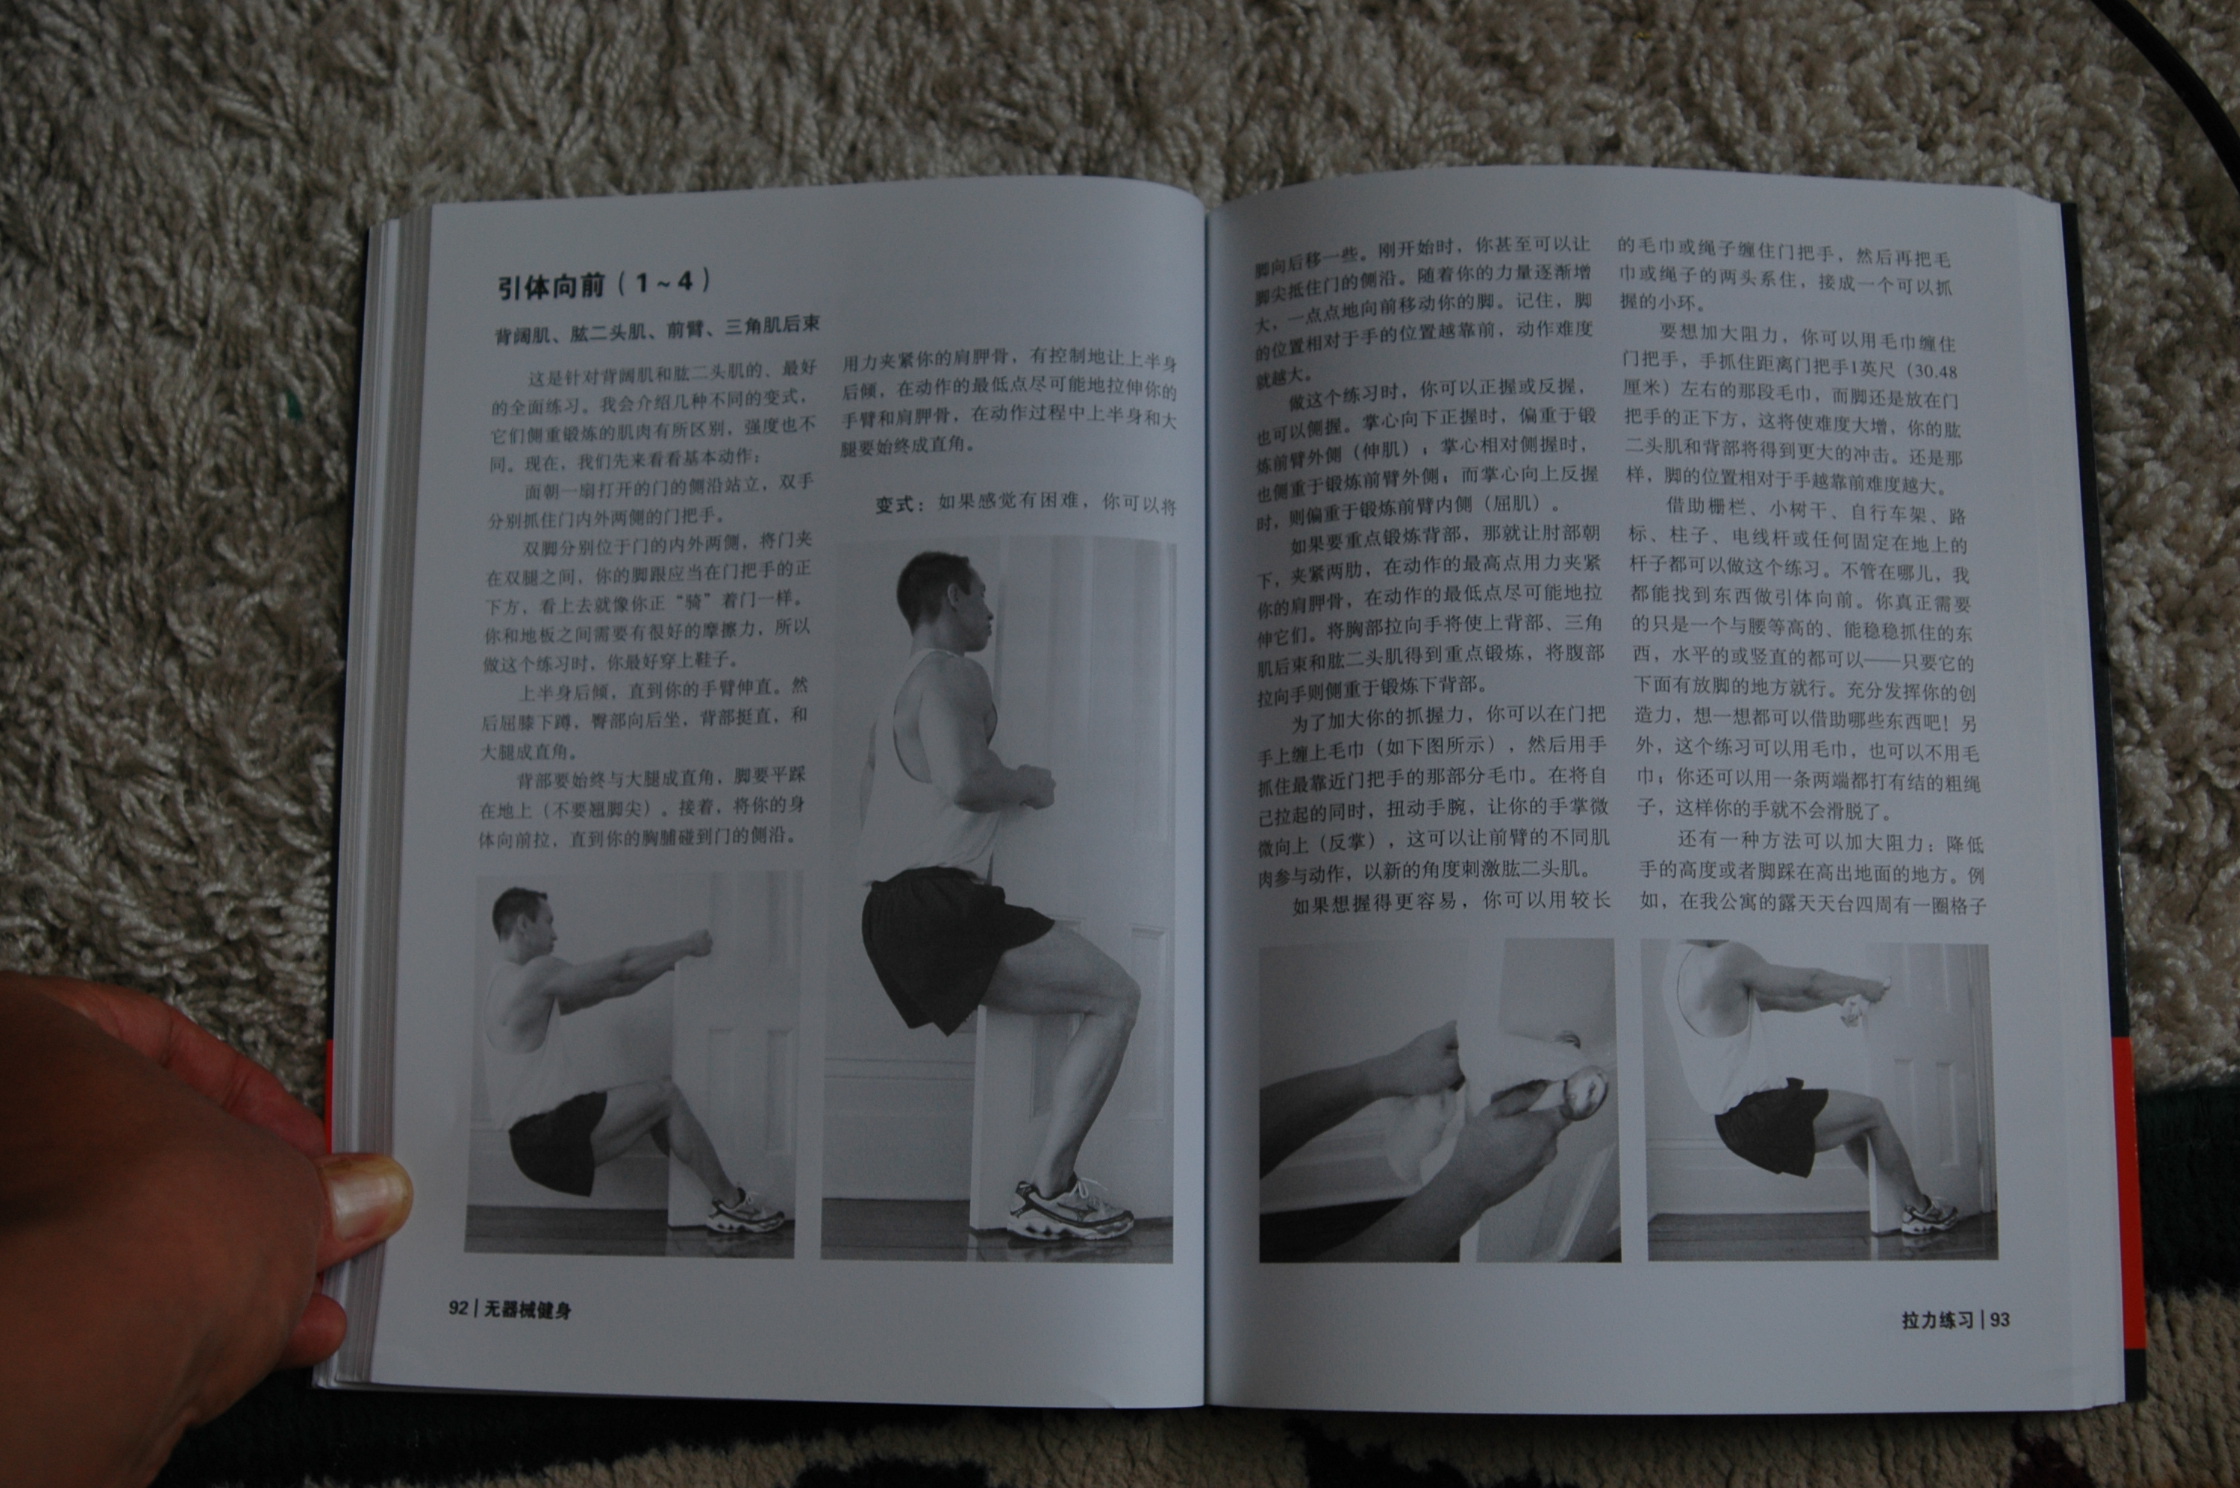 引体向前（1~4）
背阔肌、肱二头肌、前臂、三角肌后束
这是针对背阔肌和肱二头肌的、最好
的全面练习。我会介绍几种不同的变式，
它们侧重锻炼的肌肉有所区别，强度也不
同。现在，我们先来看看基本动作：
面朝一扇打开的门的侧沿站立，双手
分别抓住门内外两侧的门把手。
双脚分别位于门的内外两侧，将门夹
在双腿之间，你的脚跟应当在门把手的正
下方，看上去就像你正“骑”着门一样。
你和地板之间需要有很好的摩擦力，所以
做这个练习时，你最好穿上鞋子。
上半身后倾，直到你的手臂伸直。然
后屈膝下蹲，臀部向后坐，背部挺直，和
大腿成直角。
背部要始终与大腿成直角，脚要平踩
在地上（不要翘脚尖）。接着，将你的身
体向前拉，直到你的胸脯碰到门的侧沿。
用力夹紧你的肩胛骨，有控制地让上半身
后倾，在动作的最低点尽可能地拉伸你的
手臂和肩胛骨，在动作过程中上半身和大
腿要始终成直角。
变式：如果感觉有困难，你可以将
92|无器械健身
脚向后移一些。刚开始时，你甚至可以让
脚尖抵住门的侧沿。随着你的力量逐渐增
大，一点点地向前移动你的脚。记住，脚
的位置相对于手的位置越靠前，动作难度
就越大。
做这个练习时，你可以正握或反握，
也可以侧握。掌心向下正握时，偏重于锻
炼前臂外侧（伸肌）；掌心相对侧握时，
也侧重于锻炼前臂外侧；而掌心向上反握
时，则偏重于锻炼前臂内侧（屈肌）。
如果要重点锻炼背部，那就让肘部朝
下，夹紧两肋，在动作的最高点用力夹紧
你的肩胛骨，在动作的最低点尽可能地拉
伸它们。将胸部拉向手将使上背部、三角
肌后束和肱二头肌得到重点锻炼，将腹部
拉向手则侧重于锻炼下背部。
为了加大你的抓握力，你可以在门把
手上缠上毛巾（如下图所示），然后用手
抓住最靠近门把手的那部分毛巾。在将自
己拉起的同时，扭动手腕，让你的手掌微
微向上（反掌），这可以让前臂的不同肌
肉参与动作，以新的角度刺激肱二头肌。
如果想握得更容易，你可以用较长
的毛巾或绳子缠住门把手，然后再把毛
巾或绳子的两头系住，接成一个可以抓
握的小环。
要想加大阻力，你可以用毛巾缠住
门把手，手抓住距离门把手1英尺（30.48
厘米）左右的那段毛巾，而脚还是放在门
把手的正下方，这将使难度大增，你的肱
二头肌和背部将得到更大的冲击。还是那
样，脚的位置相对于手越靠前难度越大。
借助栅栏、小树干、自行车架、路
标、柱子、电线杆或任何固定在地上的
杆子都可以做这个练习。不管在哪儿，我
都能找到东西做引体向前。你真正需要
的只是一个与腰等高的、能稳稳抓住的东
西，水平的或竖直的都可以——只要它的
下面有放脚的地方就行。充分发挥你的创
造力，想一想都可以借助哪些东西吧！另
外，这个练习可以用毛巾，也可以不用毛
巾；你还可以用一条两端都打有结的粗绳
子，这样你的手就不会滑脱了。
还有一种方法可以加大阻力：降低
手的高度或者脚踩在高出地面的地方。例
如，在我公寓的露天天台四周有一圈格子
拉力练习|93